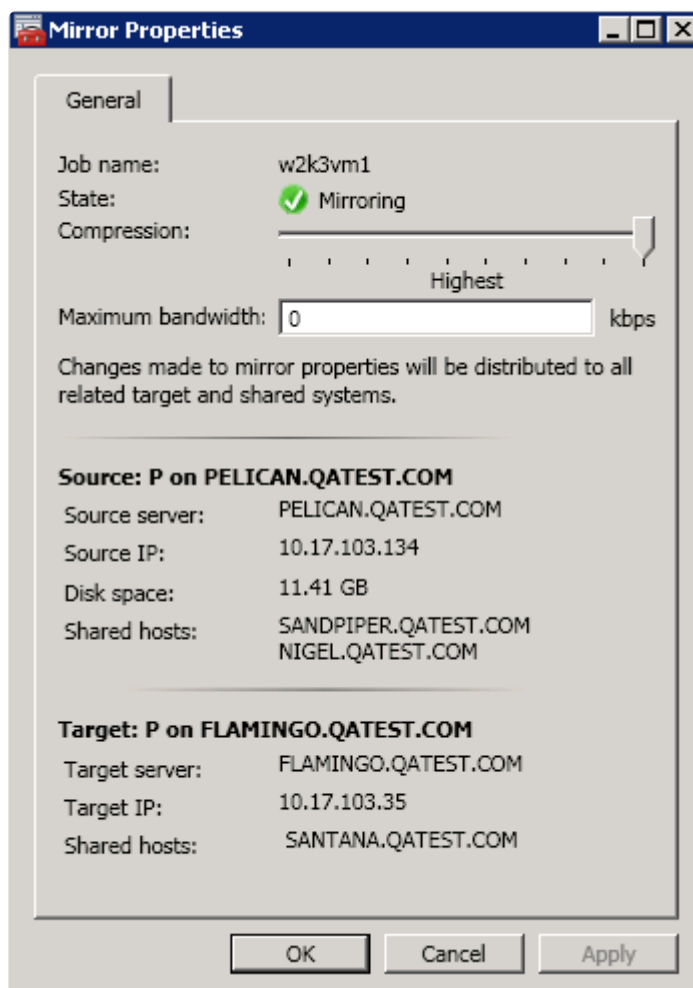 Mirror Properties
General
Job name: w2k3vm1
State: Mirroring
Compression:
Highest
Maximum bandwidth: 0 kbps
Changes made to mirror properties will be distributed to all
related target and shared systems.
Source: P on PELICAN.QATEST.COM
Source server: PELICAN.QATEST.COM
Source IP: 10.17.103.134
Disk space: 11.41 GB
Shared hosts: SANDPIPER.QATEST.COM
NIGEL.QATEST.COM
Target: P on FLAMINGO.QATEST.COM
Target server: FLAMINGO.QATEST.COM
Target IP: 10.17.103.35
Shared hosts: SANTANA.QATEST.COM
OK Cancel Apply